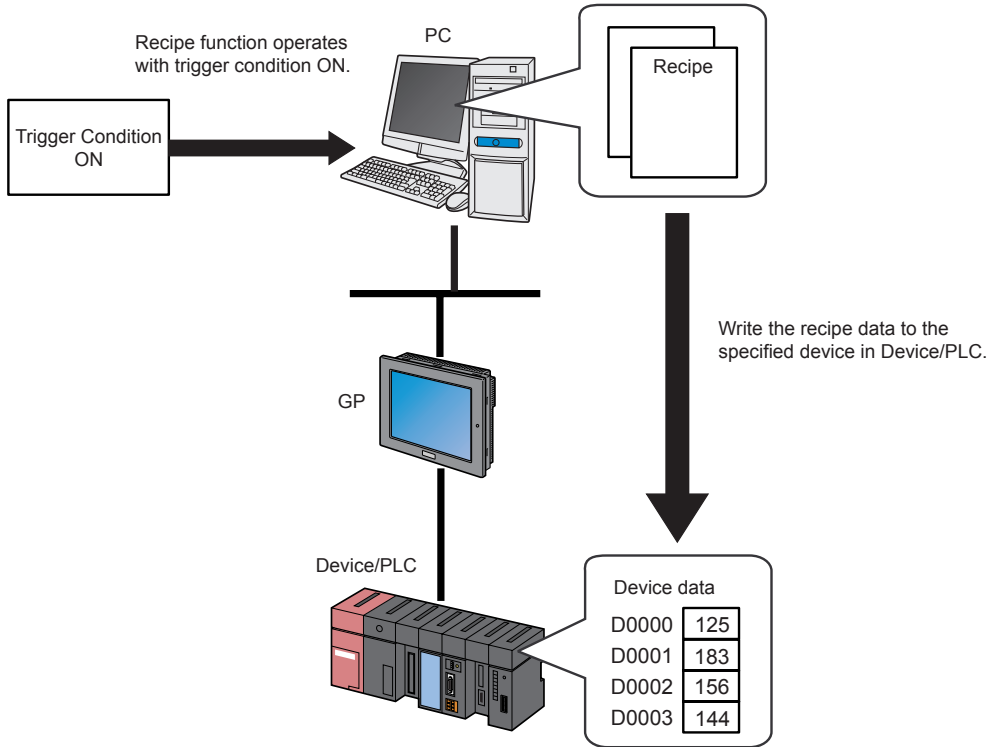 Recipe function operates
with trigger condition ON.
PC
Recipe
Trigger Condition
ON
Write the recipe data to the
specified device in Device/PLC.
GP
Device/PLC
Device data
D0000 125
D0001 183
D0002 156
D0003 144